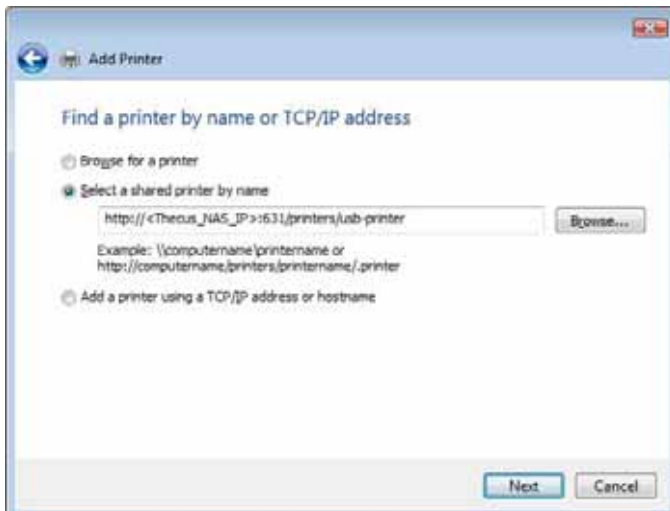 Add Printer
Find a printer by name or TCP/IP address
Browse for a printer
Select a shared printer by name
http://<Thecus_NAS_IP>:631/printers/usb-printer
Browse...
Example: \\computername\printername or
http://computername/printers/printername/.printer
Add a printer using a TCP/IP address or hostname
Next
Cancel